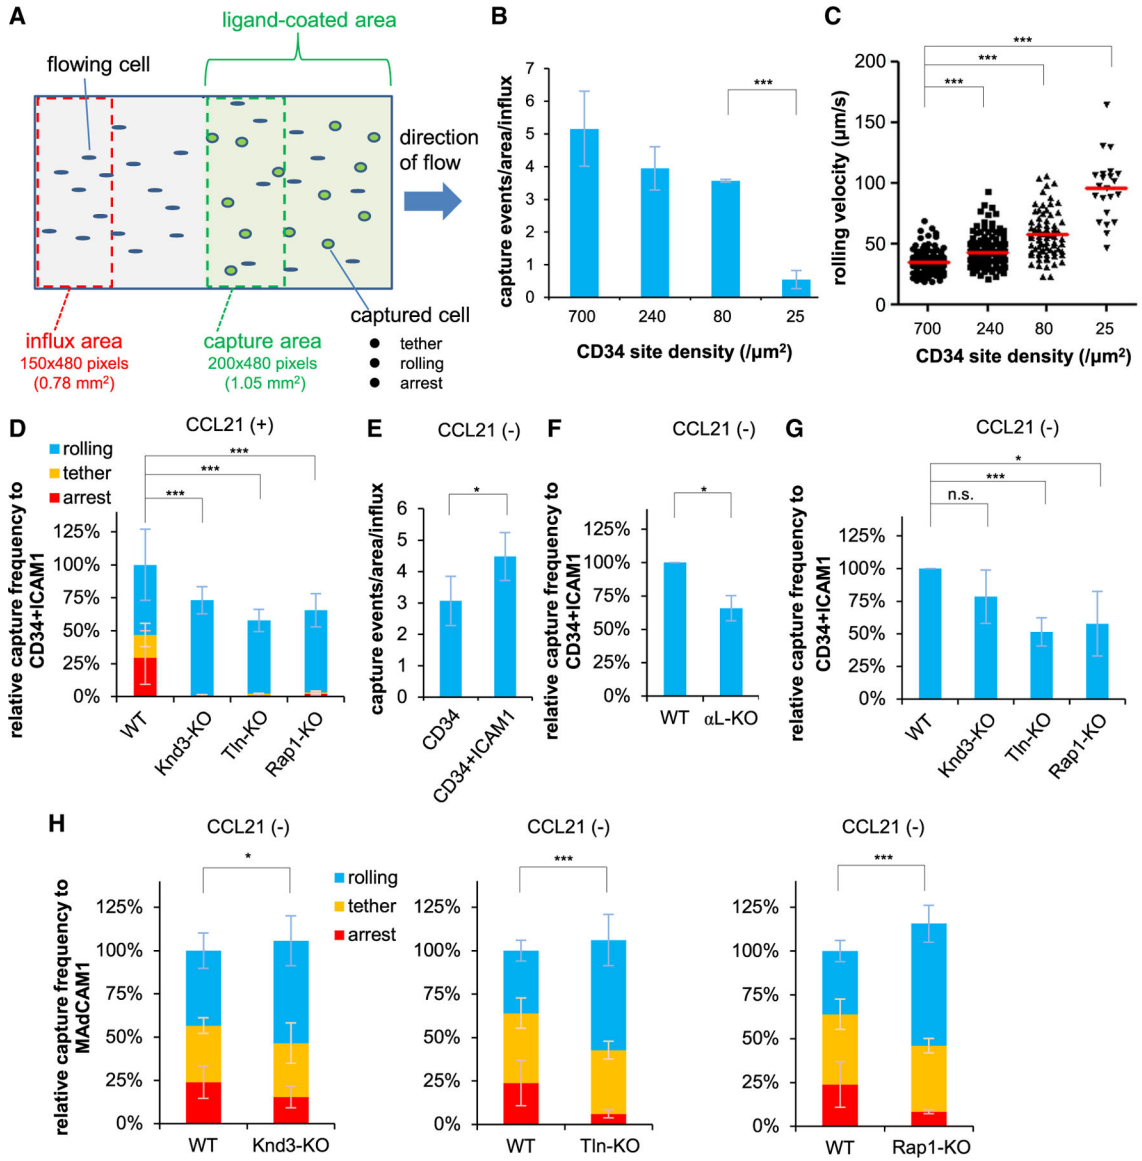 A
ligand-coated area
flowing cell
direction
of flow
captured cell
influx area
150x480 pixels
(0.78 mm²)
capture area
200x480 pixels
(1.05 mm²)
tether
rolling
arrest
B
capture events/area/influx
7
6
5
4
3
2
1
0
***
700
240
80
25
CD34 site density (/µm²)
C
rolling velocity (µm/s)
200
150
100
50
0
***
***
***
700
240
80
25
CD34 site density (/µm²)
D
CCL21 (+)
rolling
tether
arrest
***
***
***
relative capture frequency to
CD34+ICAM1
125%
100%
75%
50%
25%
0%
WT
Knd3-KO
Tln-KO
Rap1-KO
E
CCL21 (-)
*
capture events/area/influx
6
5
4
3
2
1
0
CD34
CD34+ICAM1
F
CCL21 (-)
*
relative capture frequency to
CD34+ICAM1
125%
100%
75%
50%
25%
0%
WT
αL-KO
G
CCL21 (-)
*
***
n.s.
relative capture frequency to
CD34+ICAM1
125%
100%
75%
50%
25%
0%
WT
Knd3-KO
Tln-KO
Rap1-KO
H
CCL21 (-)
*
relative capture frequency to
MAdCAM1
125%
100%
75%
50%
25%
0%
WT
Knd3-KO
rolling
tether
arrest
CCL21 (-)
***
125%
100%
75%
50%
25%
0%
WT
Tln-KO
CCL21 (-)
***
125%
100%
75%
50%
25%
0%
WT
Rap1-KO